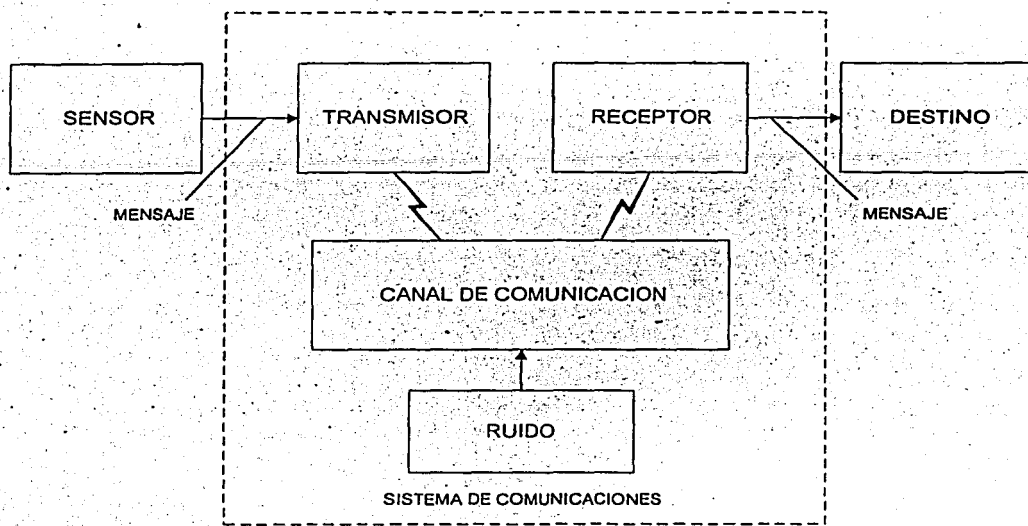 SENSOR
TRANSMISOR
RECEPTOR
DESTINO
MENSAJE
MENSAJE
CANAL DE COMUNICACION
RUIDO
SISTEMA DE COMUNICACIONES